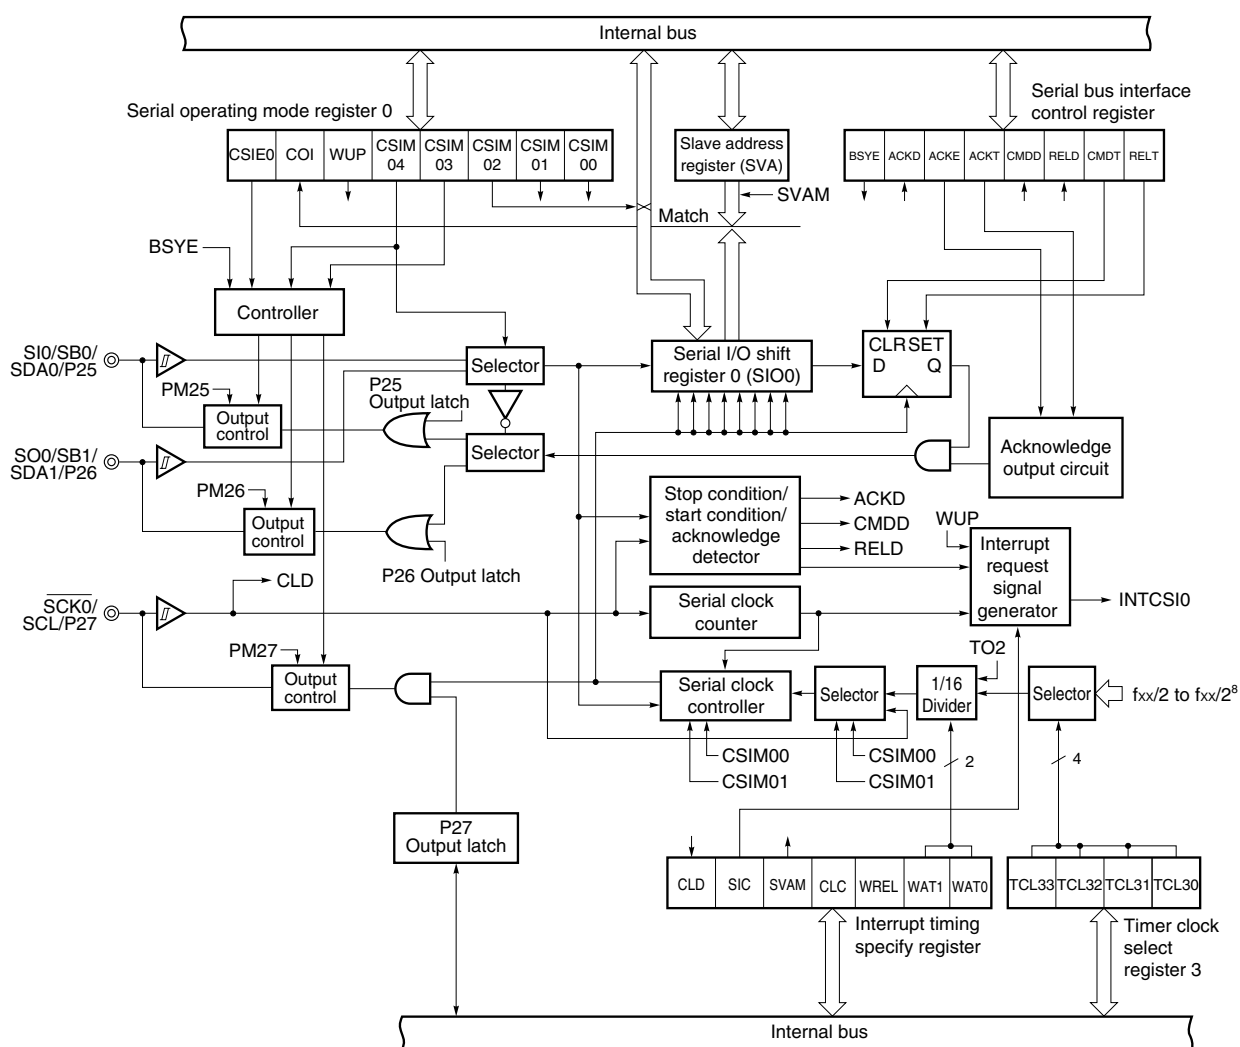 Internal bus
Serial operating mode register 0
Serial bus interface
control register
CSIE0 COI WUP CSIM 04 CSIM 03 CSIM 02 CSIM 01 CSIM 00
Slave address
register (SVA)
BSYE ACKD ACKE ACKT CMDD RELD CMDT RELT
SVAM
Match
BSYE
Controller
SI0/SB0/
SDA0/P25
PM25
Output
control
P25
Output latch
Selector
Serial I/O shift
register 0 (SIO0)
CLR SET
D Q
SO0/SB1/
SDA1/P26
Selector
Acknowledge
output circuit
PM26
Output
control
P26 Output latch
Stop condition/
start condition/
acknowledge
detector
ACKD
CMDD
RELD
WUP
Interrupt
request
signal
generator
INTCSI0
CLD
SCK0/
SCL/P27
Serial clock
counter
PM27
Output
control
TO2
Serial clock
controller
Selector
1/16
Divider
Selector
fxx/2 to fxx/2⁸
CSIM00
CSIM01
CSIM00
CSIM01
2
4
P27
Output latch
CLD SIC SVAM CLC WREL WAT1 WAT0
TCL33 TCL32 TCL31 TCL30
Interrupt timing
specify register
Timer clock
select
register 3
Internal bus